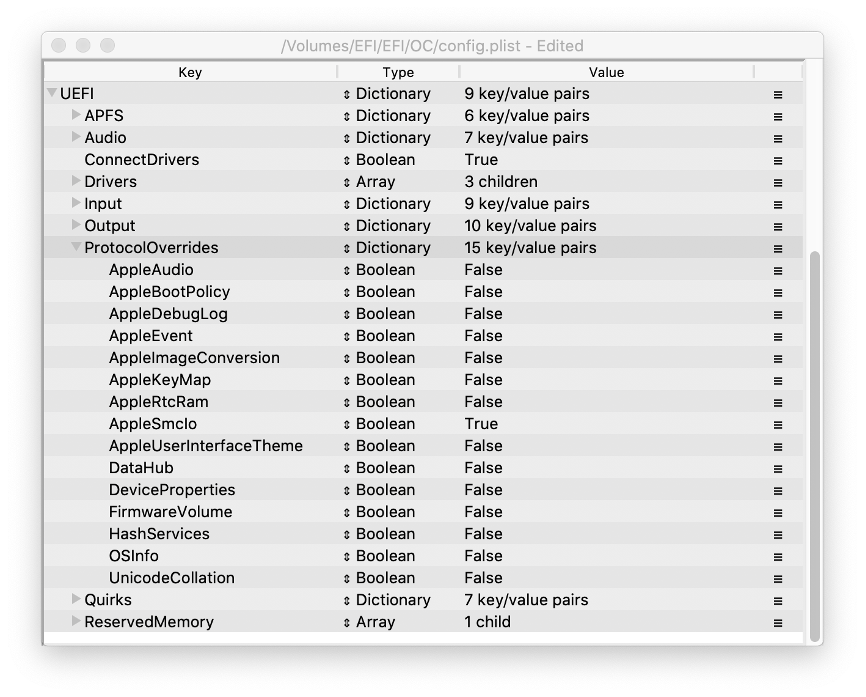 /Volumes/EFI/EFI/OC/config.plist - Edited
Key Type Value
UEFI Dictionary 9 key/value pairs
APFS Dictionary 6 key/value pairs
Audio Dictionary 7 key/value pairs
ConnectDrivers Boolean True
Drivers Array 3 children
Input Dictionary 9 key/value pairs
Output Dictionary 10 key/value pairs
ProtocolOverrides Dictionary 15 key/value pairs
AppleAudio Boolean False
AppleBootPolicy Boolean False
AppleDebugLog Boolean False
AppleEvent Boolean False
AppleImageConversion Boolean False
AppleKeyMap Boolean False
AppleRtcRam Boolean False
AppleSmcIo Boolean True
AppleUserInterfaceTheme Boolean False
DataHub Boolean False
DeviceProperties Boolean False
FirmwareVolume Boolean False
HashServices Boolean False
OSInfo Boolean False
UnicodeCollation Boolean False
Quirks Dictionary 7 key/value pairs
ReservedMemory Array 1 child